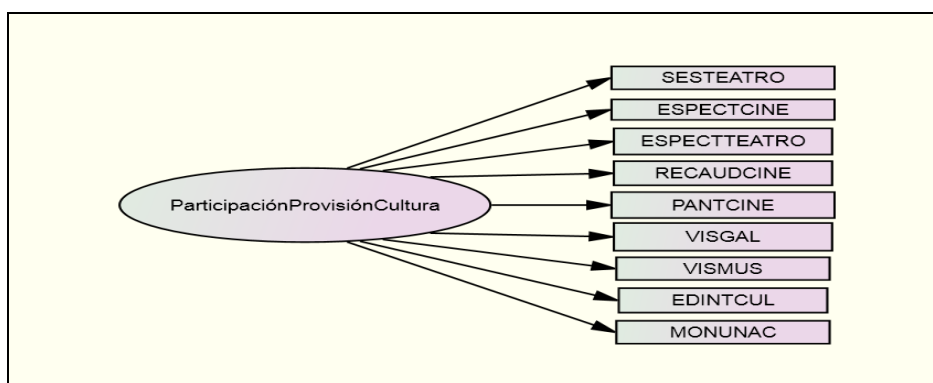 SESTEATRO
ESPECTCINE
ESPECTTEATRO
RECAUDCINE
ParticipaciónProvisiónCultura
PANTCINE
VISGAL
VISMUS
EDINTCUL
MONUNAC